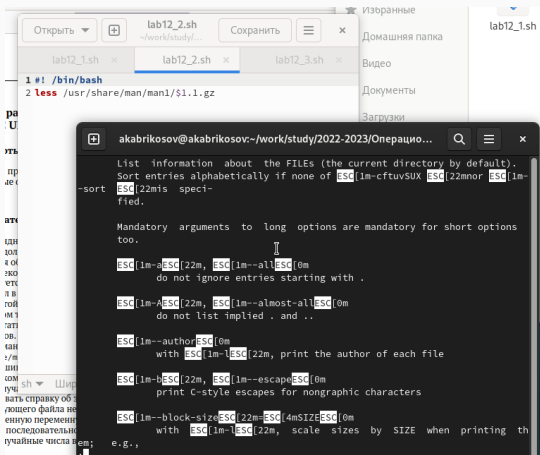 Избранные
Домашняя папка
Видео
Документы
Загрузки
lab12_1.sh
Открыть
lab12_2.sh
~/work/study/...
Сохранить
lab12_1.sh
lab12_2.sh
lab12_3.sh
1 #! /bin/bash
2 less /usr/share/man/man1/$1.1.gz
akabrikosov@akabrikosov:~/work/study/2022-2023/Операцио...
List information about the FILEs (the current directory by default).
Sort entries alphabetically if none of ESC[1m-cftuvSUX ESC[22mnor ESC[1m-
-sort ESC[22mis speci-
fied.
Mandatory arguments to long options are mandatory for short options
too.
ESC[1m-aESC[22m, ESC[1m--allESC[0m
do not ignore entries starting with .
ESC[1m-AESC[22m, ESC[1m--almost-allESC[0m
do not list implied . and ..
ESC[1m--authorESC[0m
with ESC[1m-lESC[22m, print the author of each file
ESC[1m-bESC[22m, ESC[1m--escapeESC[0m
print C-style escapes for nongraphic characters
ESC[1m--block-sizeESC[22m=ESC[4mSIZEESC[0m
with ESC[1m-lESC[22m, scale sizes by SIZE when printing th
em; e.g.,
:
sh
Шир